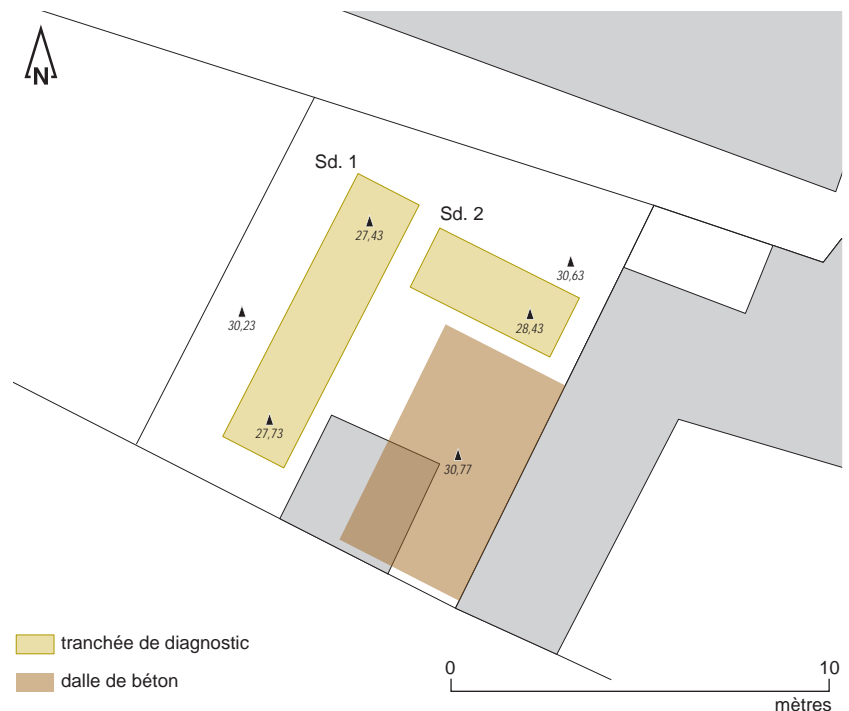 N
Sd. 1
27,43
Sd. 2
30,63
30,23
28,43
27,73
30,77
tranchée de diagnostic
dalle de béton
0 10
mètres